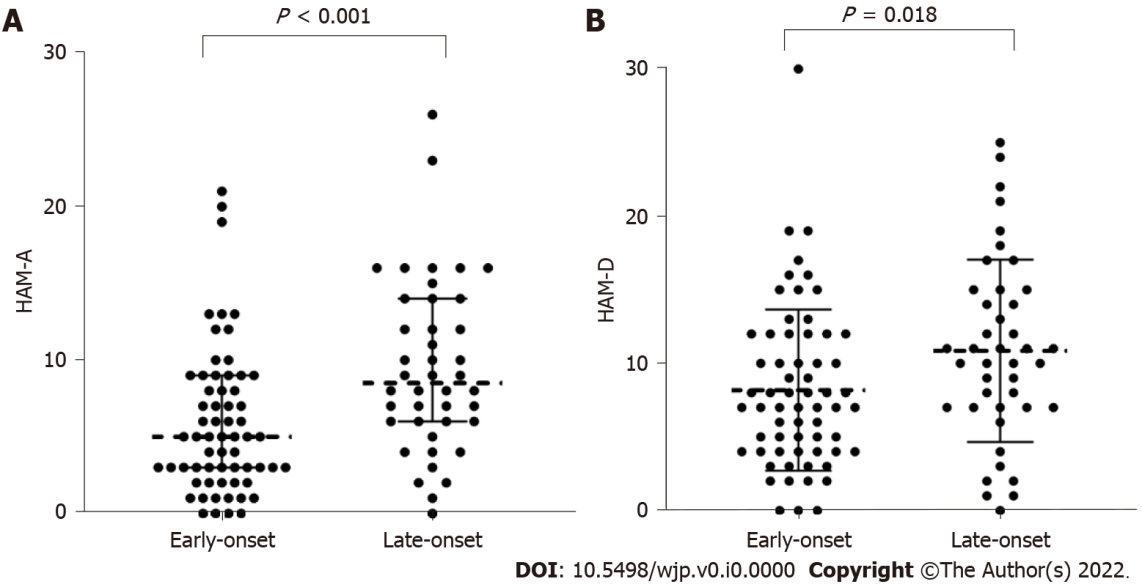 A
P < 0.001
30
20
10
0
HAM-A
Early-onset
Late-onset
B
P = 0.018
30
20
10
0
HAM-D
Early-onset
Late-onset
DOI: 10.5498/wjp.v0.i0.0000 Copyright ©The Author(s) 2022.